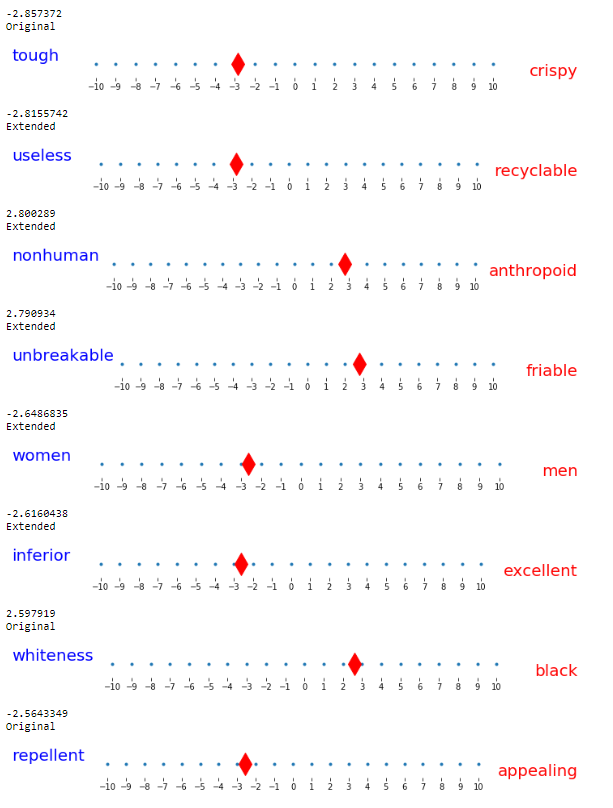 -2.857372
Original
tough
crispy
−10 −9 −8 −7 −6 −5 −4 −3 −2 −1 0 1 2 3 4 5 6 7 8 9 10
-2.8155742
Extended
useless
recyclable
−10 −9 −8 −7 −6 −5 −4 −3 −2 −1 0 1 2 3 4 5 6 7 8 9 10
2.800289
Extended
nonhuman
anthropoid
−10 −9 −8 −7 −6 −5 −4 −3 −2 −1 0 1 2 3 4 5 6 7 8 9 10
2.790934
Extended
unbreakable
friable
−10 −9 −8 −7 −6 −5 −4 −3 −2 −1 0 1 2 3 4 5 6 7 8 9 10
-2.6486835
Extended
women
men
−10 −9 −8 −7 −6 −5 −4 −3 −2 −1 0 1 2 3 4 5 6 7 8 9 10
-2.6160438
Extended
inferior
excellent
−10 −9 −8 −7 −6 −5 −4 −3 −2 −1 0 1 2 3 4 5 6 7 8 9 10
2.597919
Original
whiteness
black
−10 −9 −8 −7 −6 −5 −4 −3 −2 −1 0 1 2 3 4 5 6 7 8 9 10
-2.5643349
Original
repellent
appealing
−10 −9 −8 −7 −6 −5 −4 −3 −2 −1 0 1 2 3 4 5 6 7 8 9 10